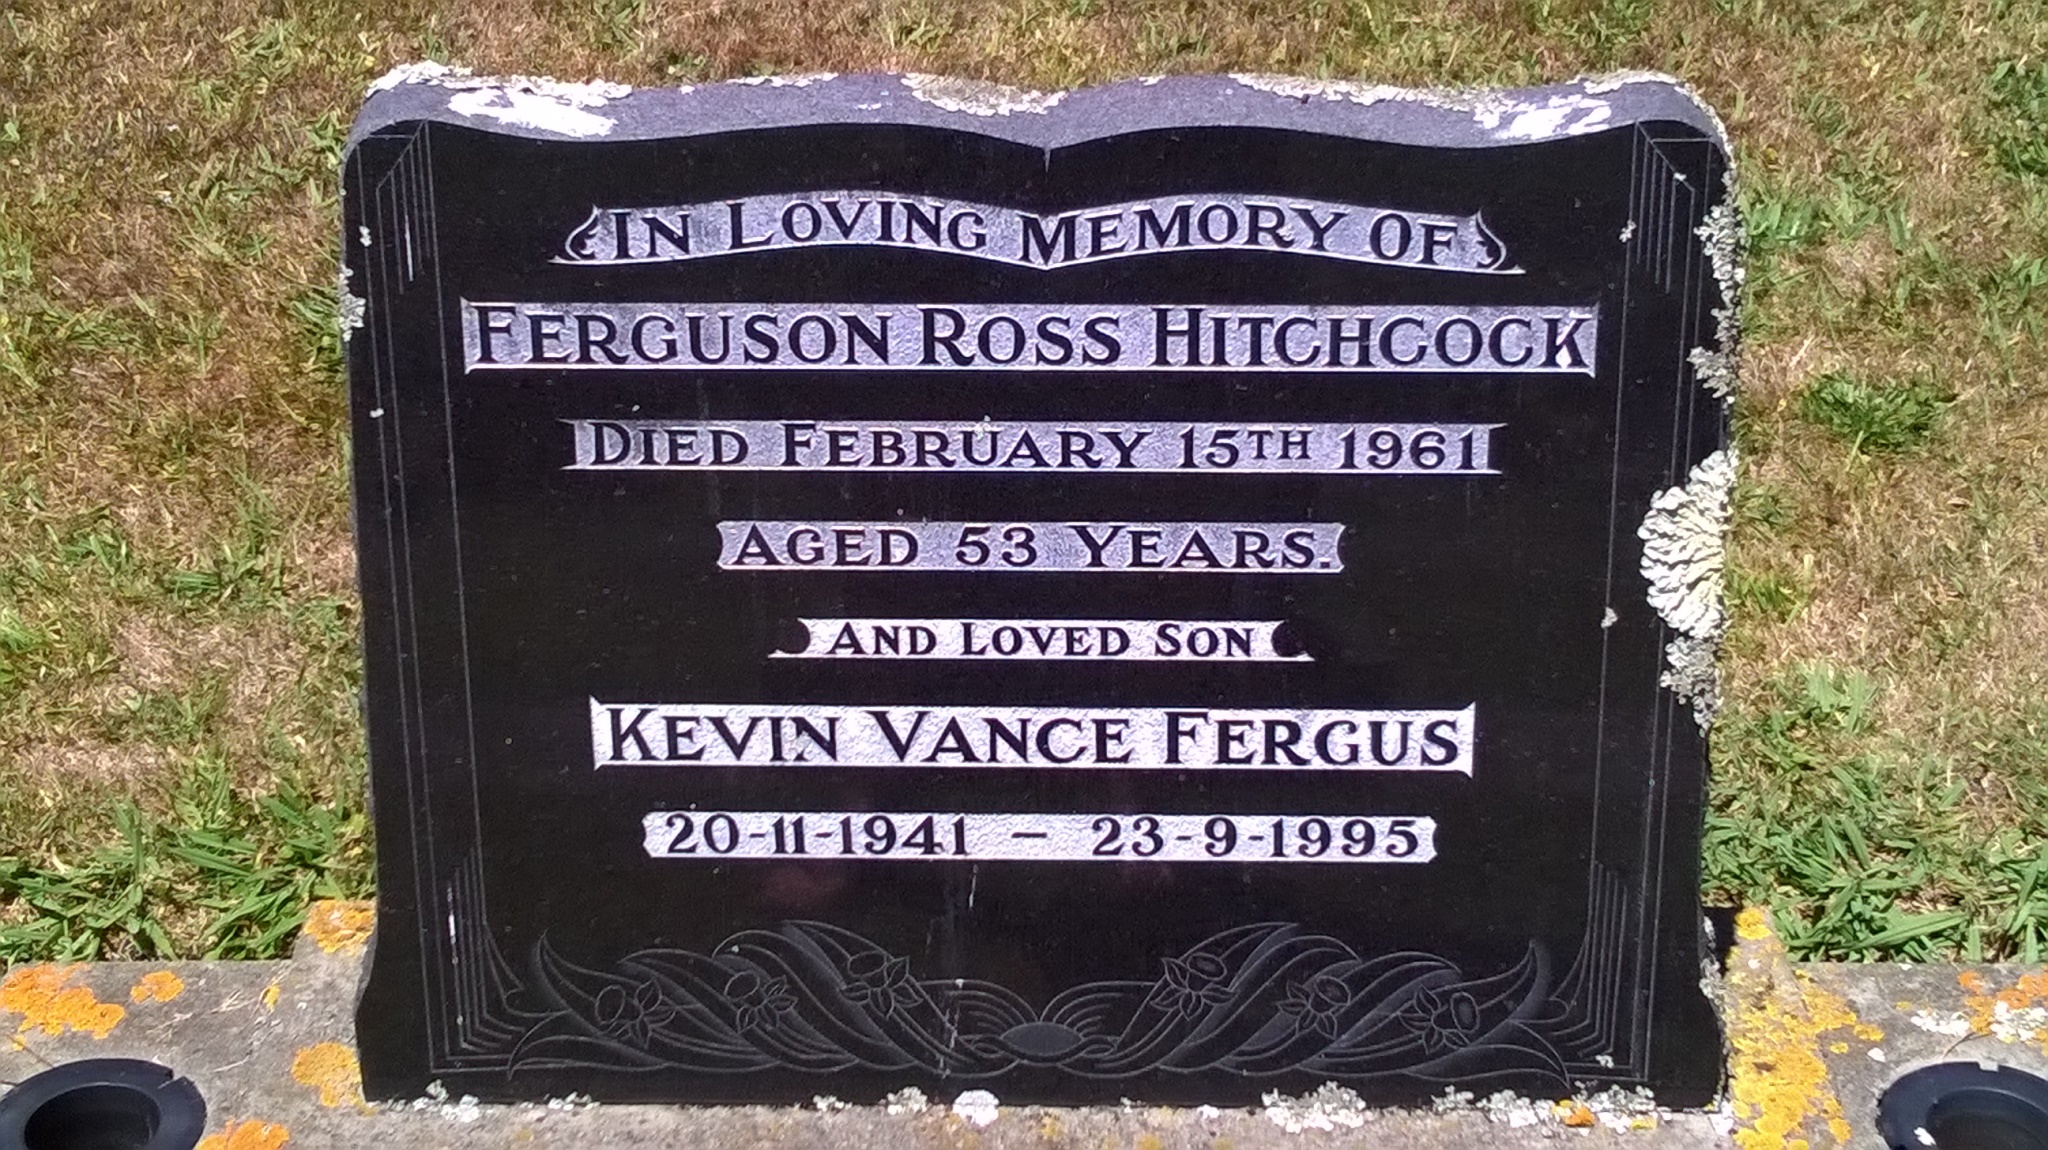 IN LOVING MEMORY OF
FERGUSON ROSS HITCHCOCK
DIED FEBRUARY 15TH 1961
AGED 53 YEARS.
AND LOVED SON
KEVIN VANCE FERGUS
20-11-1941 – 23-9-1995